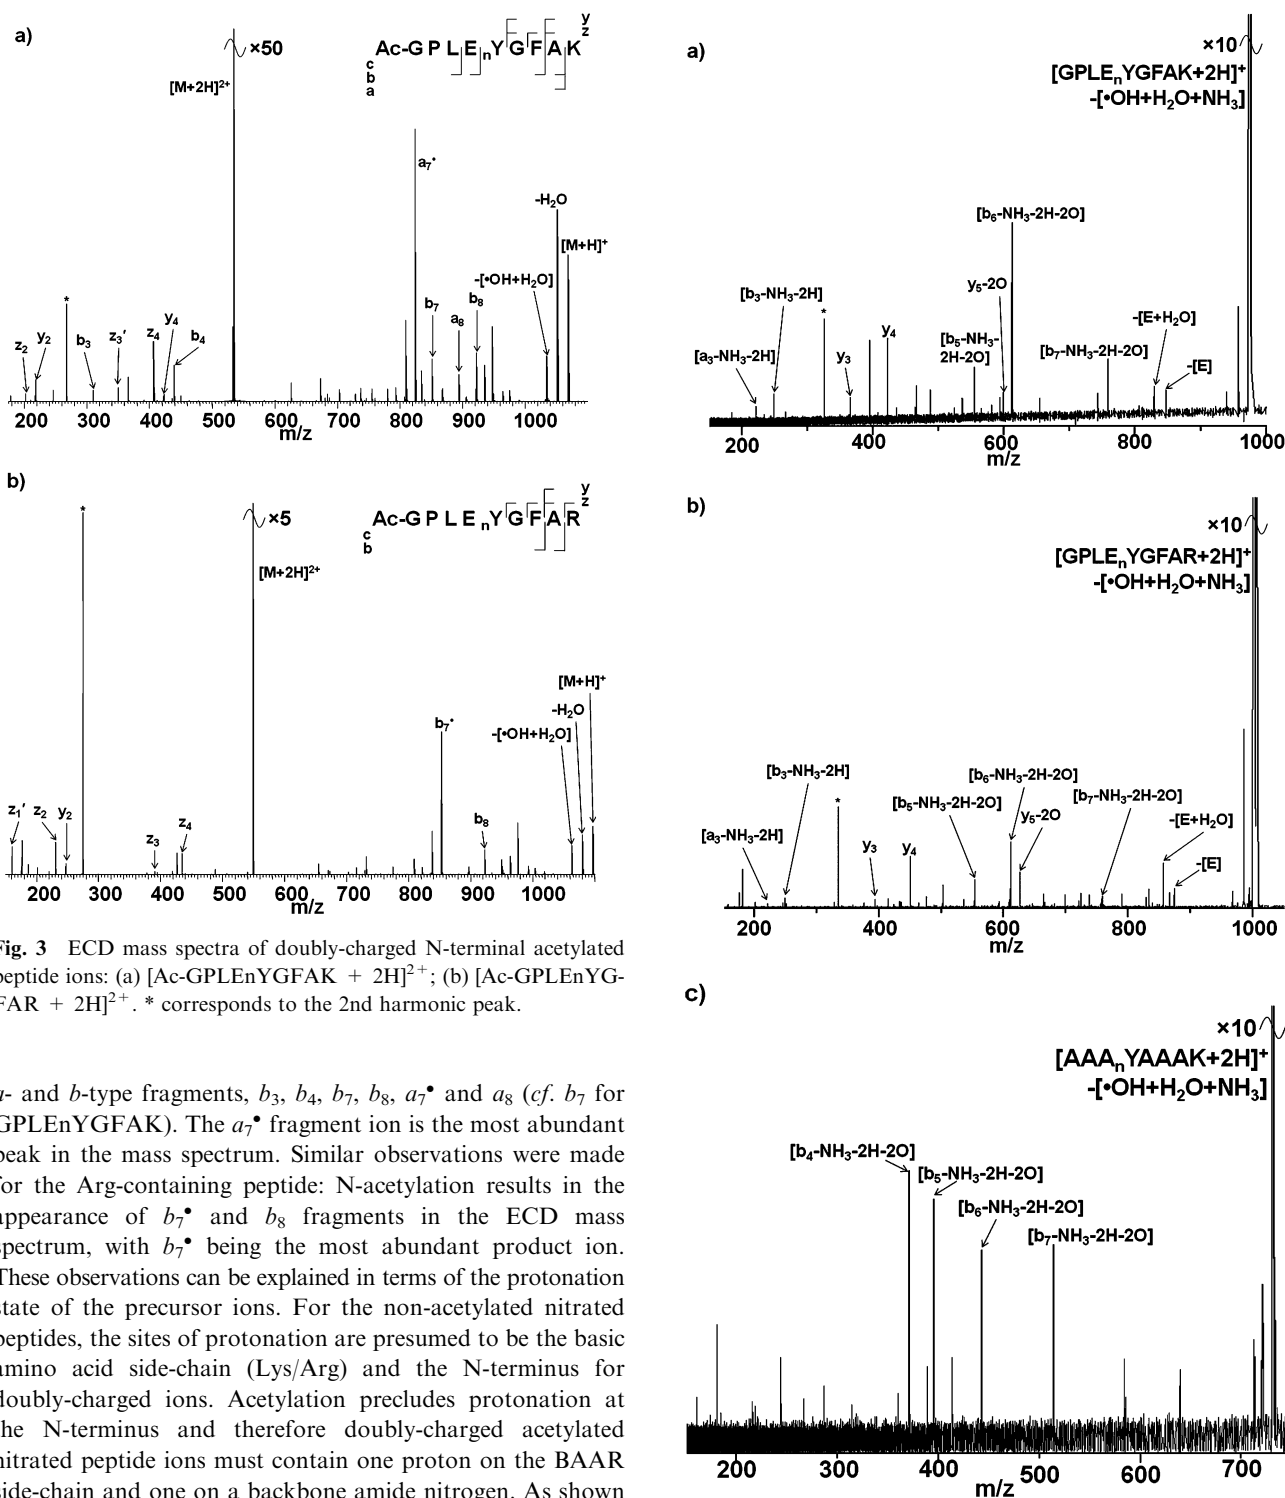 a)
×50
Ac-G P L E nY G F A K
y
z
c
b
a
[M+2H]2+
a7•
-H2O
[M+H]+
-[•OH+H2O]
b7
a8
b8
*
z2
y2
b3
z3′
z4
y4
b4
200 300 400 500 600 700 800 900 1000
m/z
b)
*
×5
Ac-G P L E nY G F A R
y
z
c
b
[M+2H]2+
[M+H]+
-H2O
-[•OH+H2O]
b7•
b8
z1′
z2
y2
z3
z4
200 300 400 500 600 700 800 900 1000
m/z
Fig. 3 ECD mass spectra of doubly-charged N-terminal acetylated
peptide ions: (a) [Ac-GPLEnYGFAK + 2H]2+; (b) [Ac-GPLEnYG-
FAR + 2H]2+. * corresponds to the 2nd harmonic peak.
a- and b-type fragments, b3, b4, b7, b8, a7• and a8 (cf. b7 for
GPLEnYGFAK). The a7• fragment ion is the most abundant
peak in the mass spectrum. Similar observations were made
for the Arg-containing peptide: N-acetylation results in the
appearance of b7• and b8 fragments in the ECD mass
spectrum, with b7• being the most abundant product ion.
These observations can be explained in terms of the protonation
state of the precursor ions. For the non-acetylated nitrated
peptides, the sites of protonation are presumed to be the basic
amino acid side-chain (Lys/Arg) and the N-terminus for
doubly-charged ions. Acetylation precludes protonation at
the N-terminus and therefore doubly-charged acetylated
nitrated peptide ions must contain one proton on the BAAR
side-chain and one on a backbone amide nitrogen. As shown
a)
×10
[GPLEnYGFAK+2H]+
-[•OH+H2O+NH3]
[b6-NH3-2H-2O]
y5-2O
[b3-NH3-2H]
*
[a3-NH3-2H]
y3
y4
[b5-NH3-
2H-2O]
[b7-NH3-2H-2O]
-[E+H2O]
-[E]
200 400 600 800 1000
m/z
b)
×10
[GPLEnYGFAR+2H]+
-[•OH+H2O+NH3]
[b3-NH3-2H]
[b6-NH3-2H-2O]
*
[b5-NH3-2H-2O]
[b7-NH3-2H-2O]
y5-2O
[a3-NH3-2H]
y3
y4
-[E+H2O]
-[E]
200 400 600 800 1000
m/z
c)
×10
[AAAnYAAAK+2H]+
-[•OH+H2O+NH3]
[b4-NH3-2H-2O]
[b5-NH3-2H-2O]
[b6-NH3-2H-2O]
[b7-NH3-2H-2O]
200 300 400 500 600 700
m/z